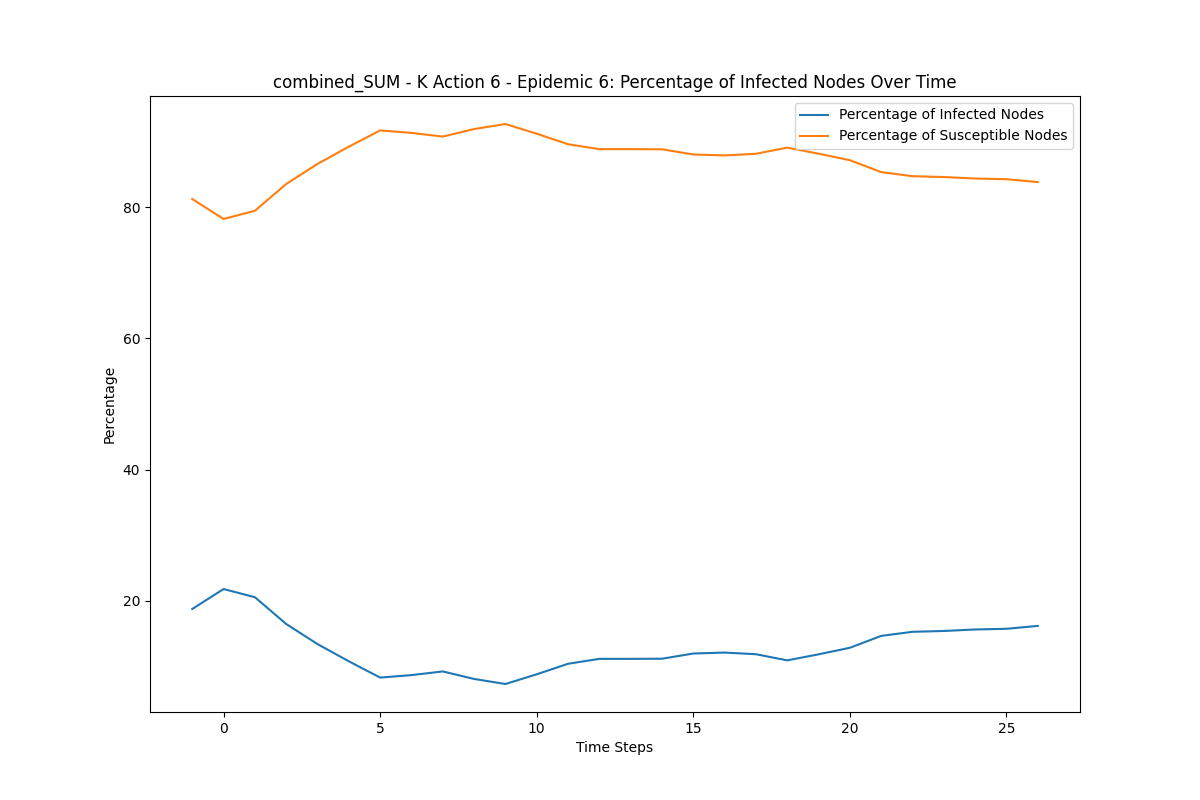 combined_SUM - K Action 6 - Epidemic 6: Percentage of Infected Nodes Over Time
Percentage of Infected Nodes
Percentage of Susceptible Nodes
80
60
40
20
Percentage
0 5 10 15 20 25
Time Steps